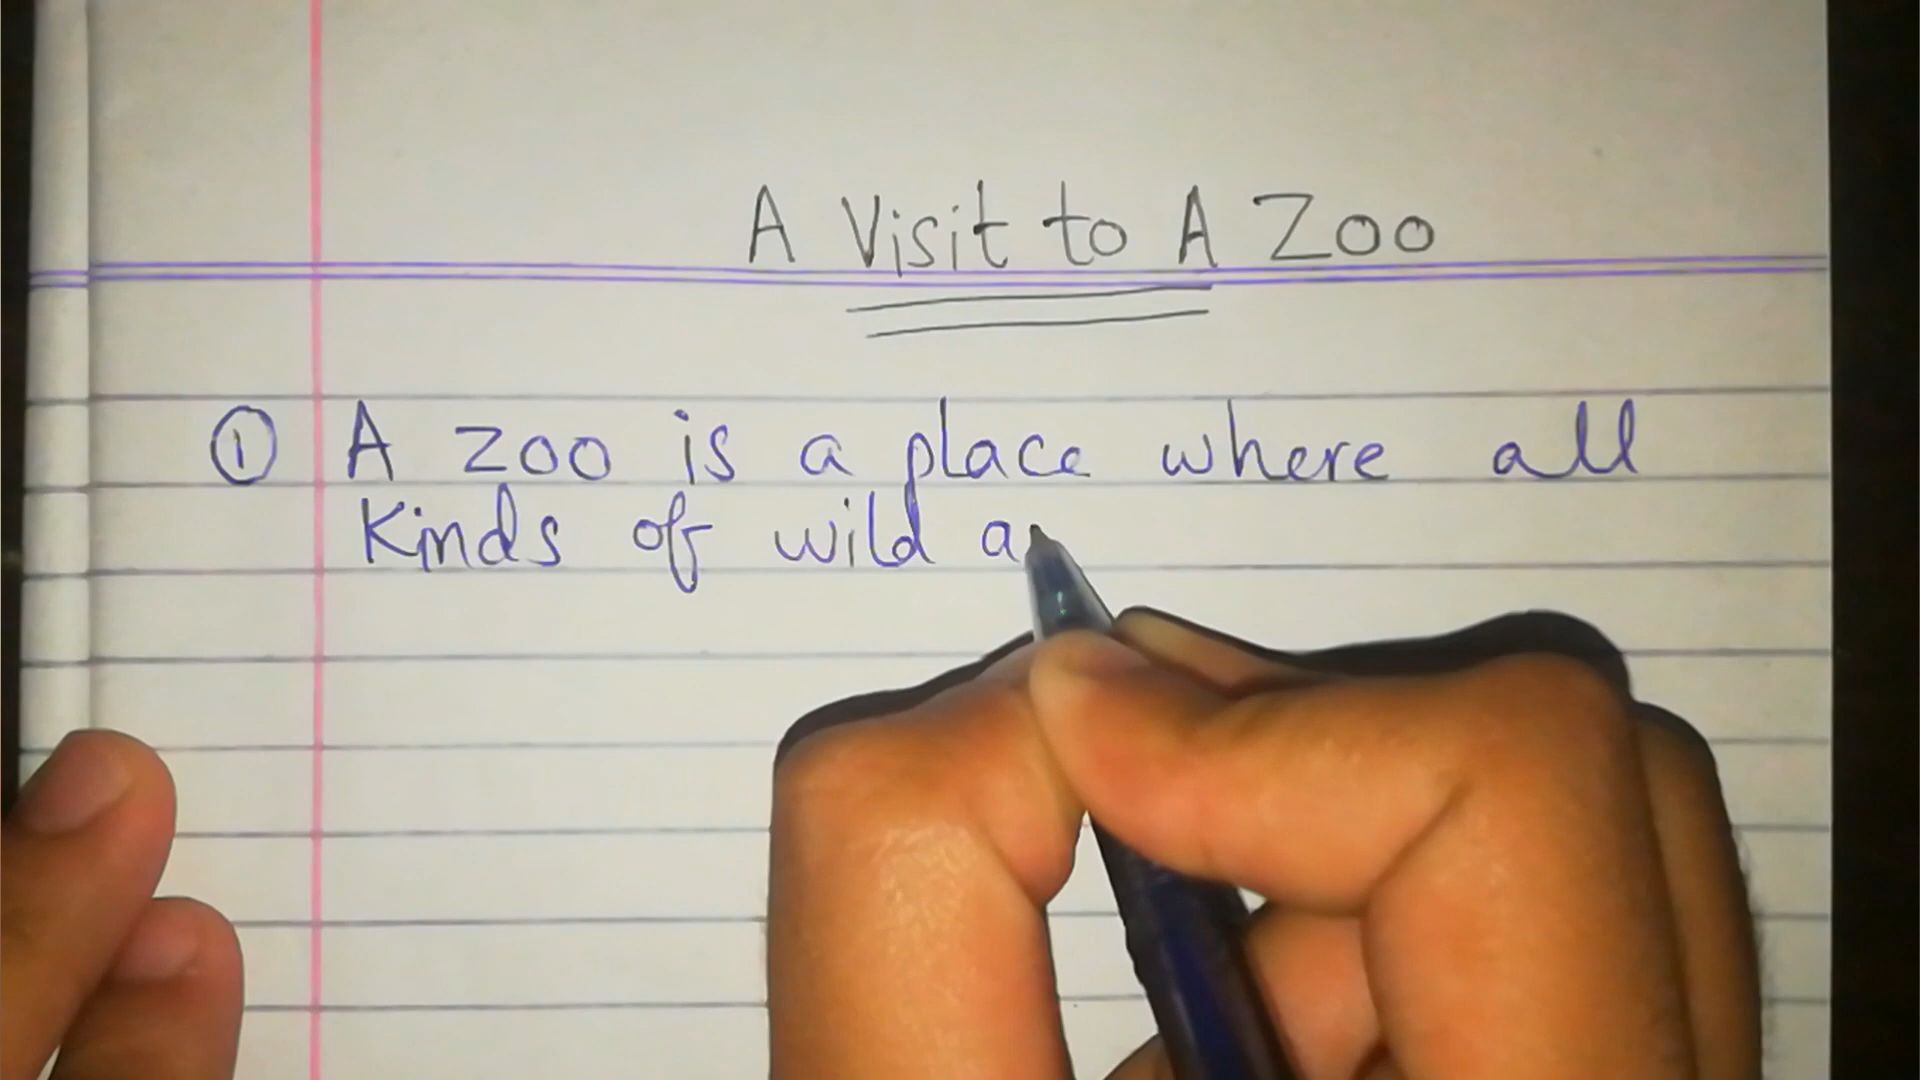 A Visit to A Zoo
① A zoo is a place where all
Kinds of wild a